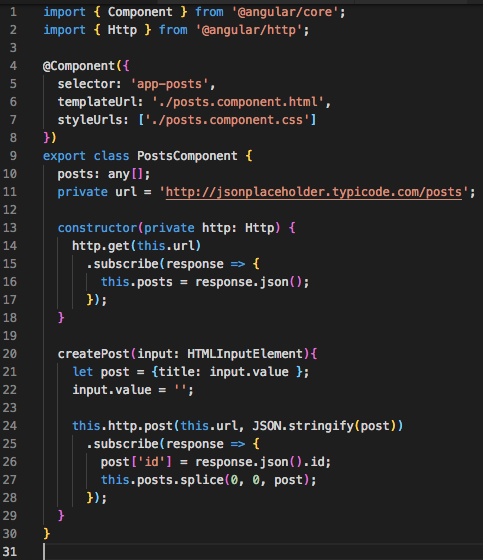 1 import { Component } from '@angular/core';
2 import { Http } from '@angular/http';
3
4 @Component({
5   selector: 'app-posts',
6   templateUrl: './posts.component.html',
7   styleUrls: ['./posts.component.css']
8 })
9 export class PostsComponent {
10   posts: any[];
11   private url = 'http://jsonplaceholder.typicode.com/posts';
12
13   constructor(private http: Http) {
14     http.get(this.url)
15       .subscribe(response => {
16         this.posts = response.json();
17       });
18   }
19
20   createPost(input: HTMLInputElement){
21     let post = {title: input.value };
22     input.value = '';
23
24     this.http.post(this.url, JSON.stringify(post))
25       .subscribe(response => {
26         post['id'] = response.json().id;
27         this.posts.splice(0, 0, post);
28       });
29   }
30 }
31